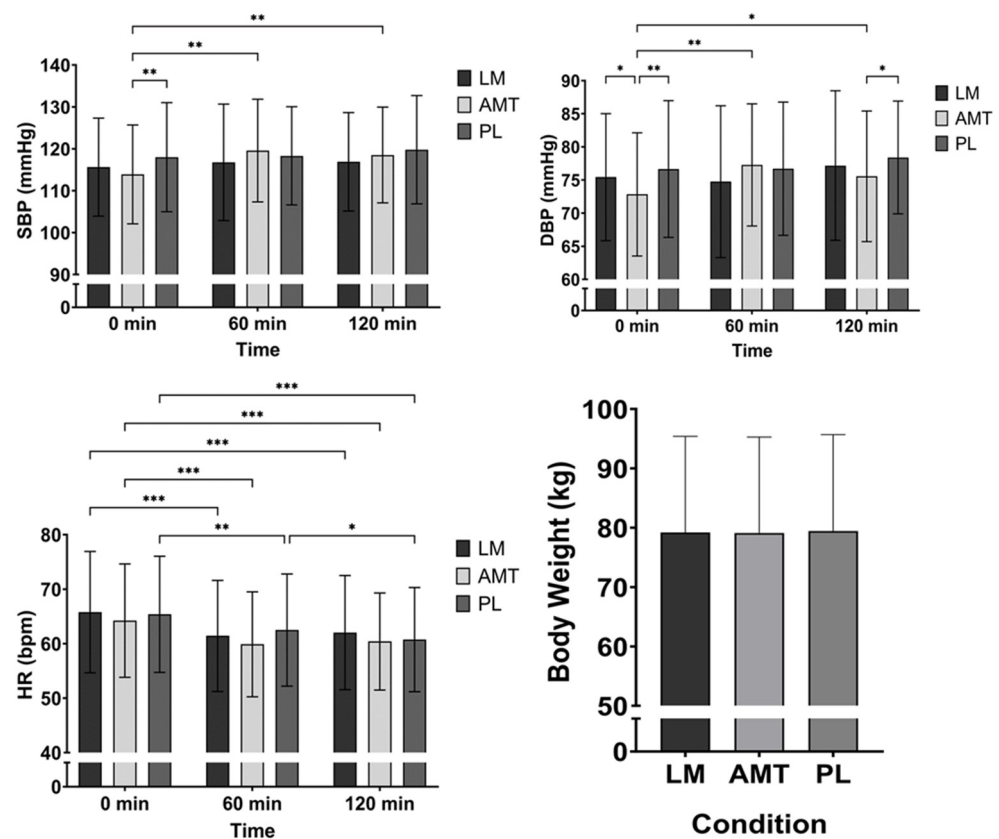 **
**
**
140
130
120
110
100
90
0
SBP (mmHg)
0 min
60 min
120 min
Time
LM
AMT
PL
*
**
*
**
*
90
85
80
75
70
65
60
0
DBP (mmHg)
0 min
60 min
120 min
Time
LM
AMT
PL
***
***
***
***
***
**
*
80
70
60
50
40
0
HR (bpm)
0 min
60 min
120 min
Time
LM
AMT
PL
100
90
80
70
60
50
0
Body Weight (kg)
LM
AMT
PL
Condition